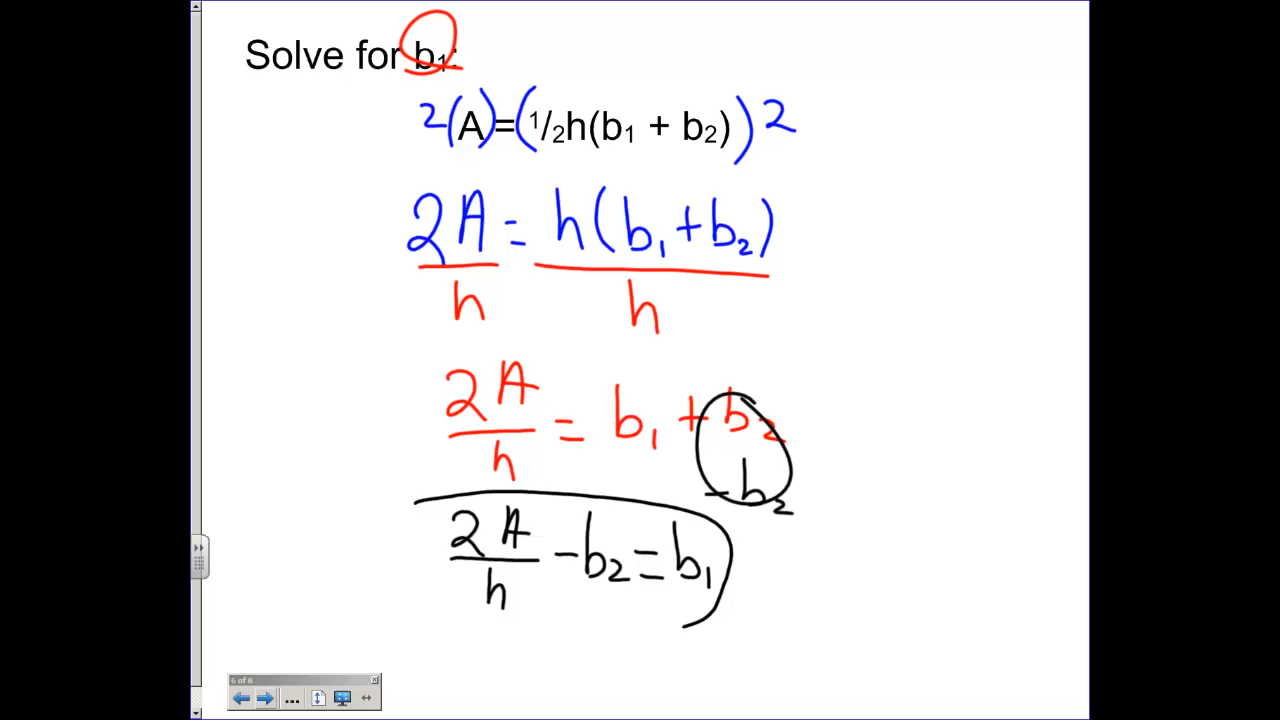 Solve for b₁:
2(A)=(¹/₂h(b₁ + b₂))2
2A = h(b₁+b₂)
h h
2A
h = b₁ + b₂
- b₂
2A
h - b₂ = b₁
6 of 8